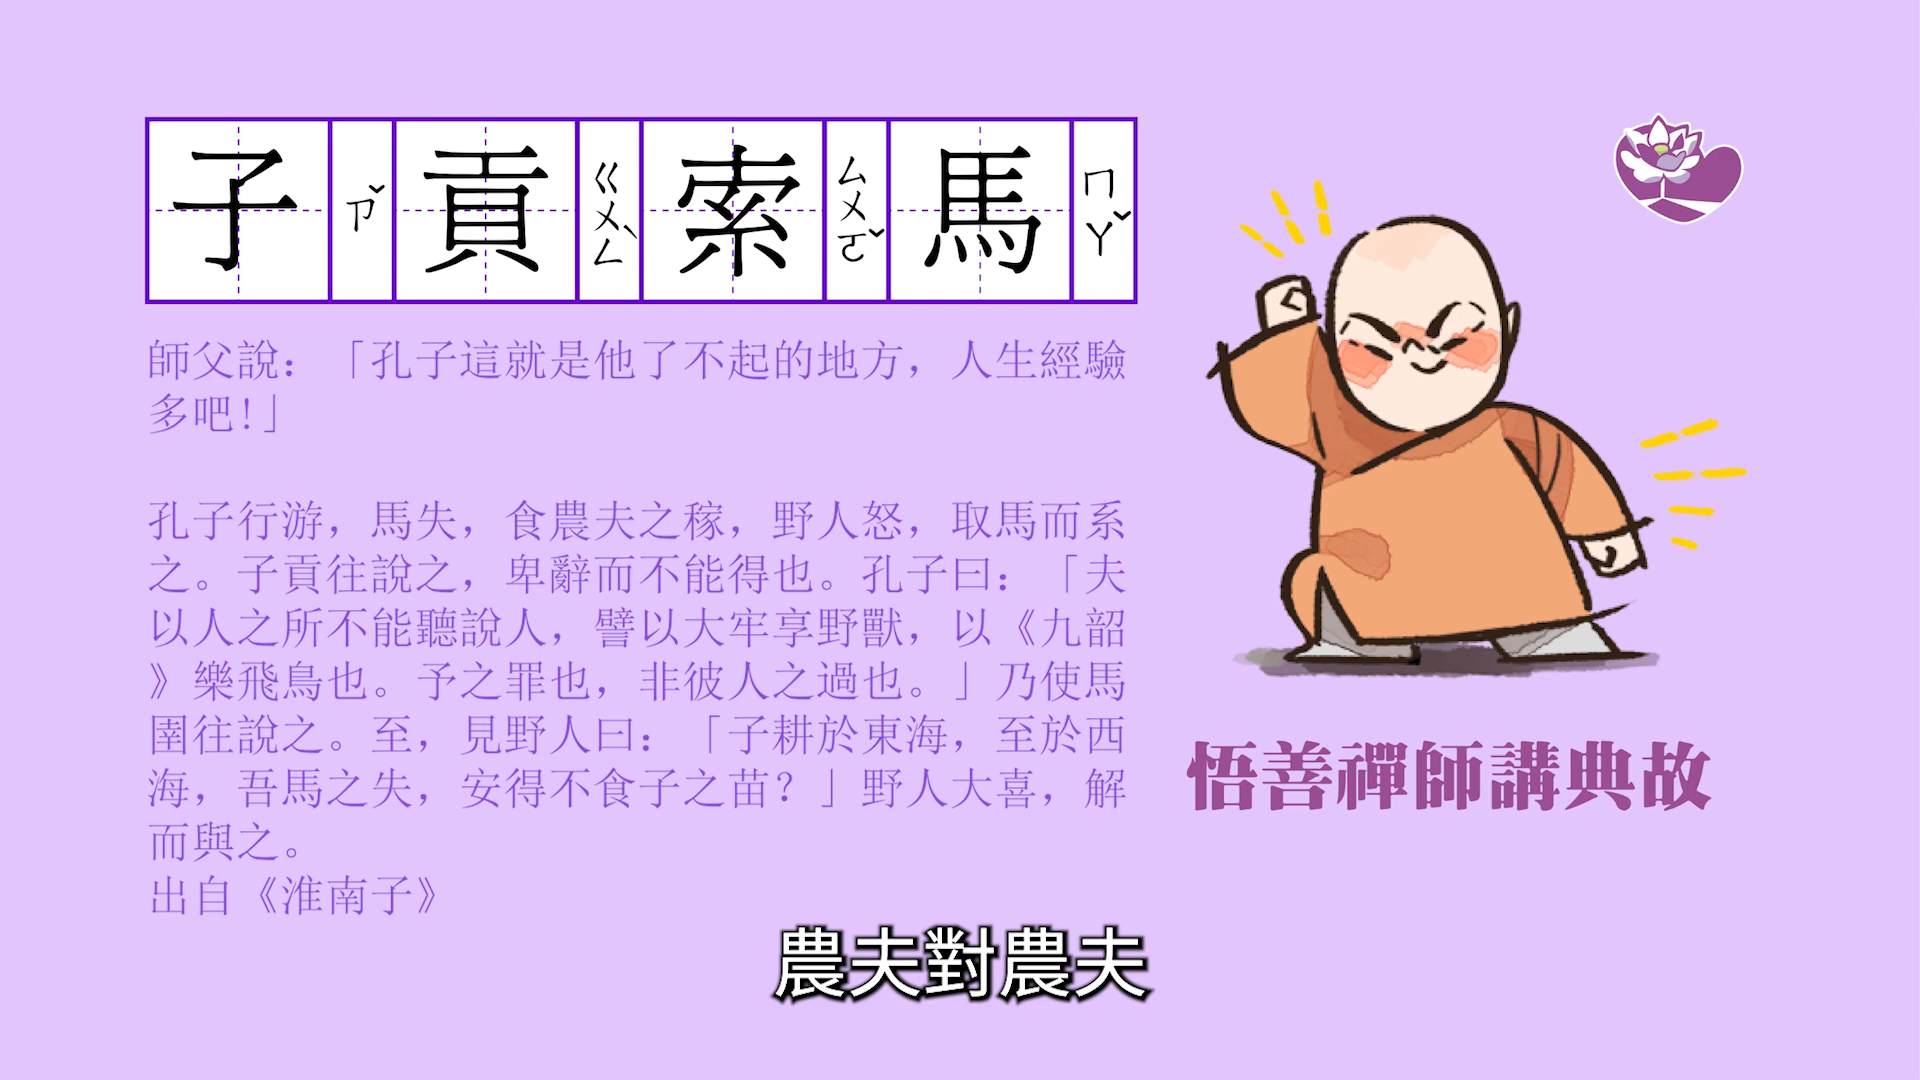 子ㄗˇ貢ㄍㄨㄥˋ索ㄙㄨㄛˇ馬ㄇㄚˇ
師父說：「孔子這就是他了不起的地方，人生經驗
多吧！」
孔子行游，馬失，食農夫之稼，野人怒，取馬而系
之。子貢往說之，卑辭而不能得也。孔子曰：「夫
以人之所不能聽說人，譬以大牢享野獸，以《九韶
》樂飛鳥也。予之罪也，非彼人之過也。」乃使馬
圉往說之。至，見野人曰：「子耕於東海，至於西
海，吾馬之失，安得不食子之苗？」野人大喜，解
而與之。
出自《淮南子》
悟善禪師講典故
農夫對農夫